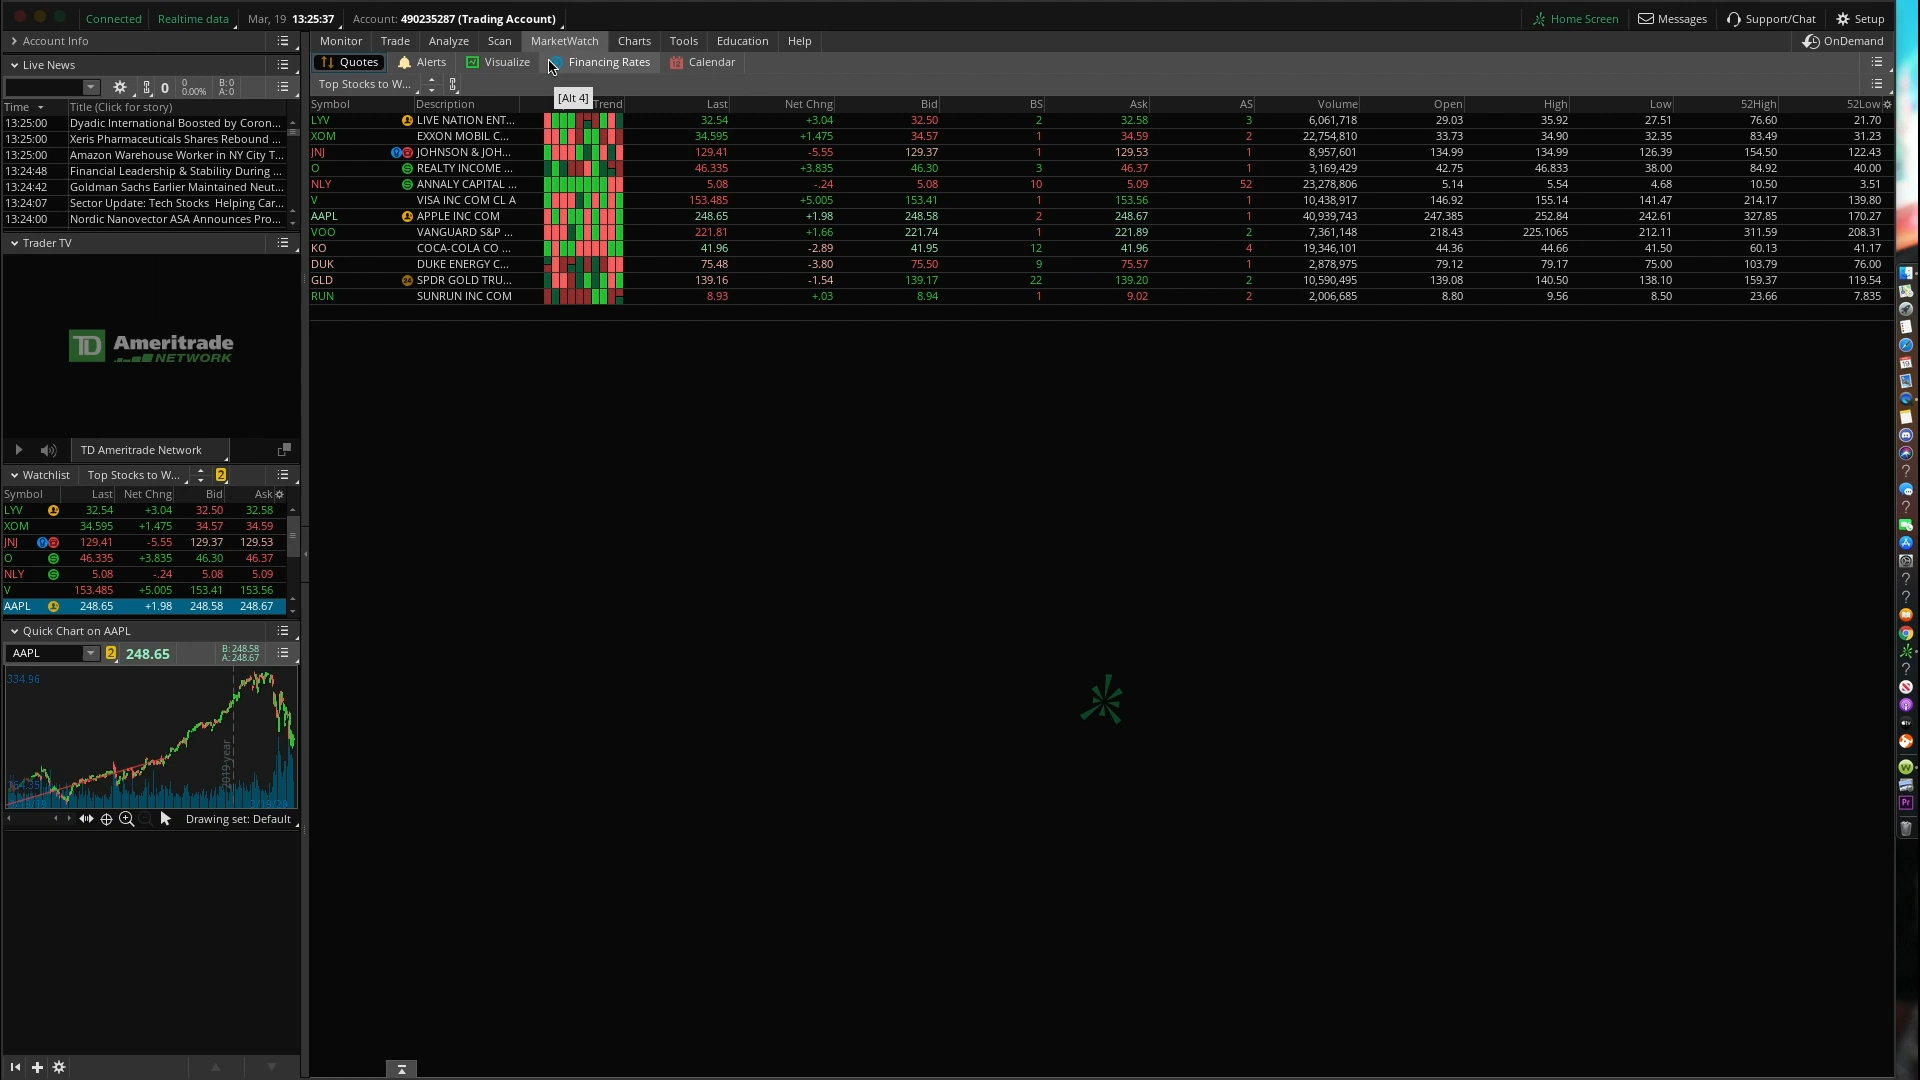 Connected Realtime data Mar, 19 13:25:37 Account: 490235287 (Trading Account) Home Screen Messages Support/Chat Setup
Account Info
Monitor Trade Analyze Scan MarketWatch Charts Tools Education Help OnDemand
Live News
Quotes Alerts Visualize Financing Rates Calendar
0 0 0.00% B: 0 A: 0
Top Stocks to W...
[Alt 4]
Time Title (Click for story)
13:25:00 Dyadic International Boosted by Coron...
13:25:00 Xeris Pharmaceuticals Shares Rebound ...
13:25:00 Amazon Warehouse Worker in NY City T...
13:24:48 Financial Leadership & Stability During ...
13:24:42 Goldman Sachs Earlier Maintained Neut...
13:24:07 Sector Update: Tech Stocks Helping Car...
13:24:00 Nordic Nanovector ASA Announces Pro...
Symbol Description Trend Last Net Chng Bid BS Ask AS Volume Open High Low 52High 52Low
LYV LIVE NATION ENT... 32.54 +3.04 32.50 2 32.58 3 6,061,718 29.03 35.92 27.51 76.60 21.70
XOM EXXON MOBIL C... 34.595 +1.475 34.57 1 34.59 2 22,754,810 33.73 34.90 32.35 83.49 31.23
JNJ JOHNSON & JOH... 129.41 -5.55 129.37 1 129.53 1 8,957,601 134.99 134.99 126.39 154.50 122.43
O REALTY INCOME ... 46.335 +3.835 46.30 3 46.37 1 3,169,429 42.75 46.833 38.00 84.92 40.00
NLY ANNALY CAPITAL ... 5.08 -.24 5.08 10 5.09 52 23,278,806 5.14 5.54 4.68 10.50 3.51
V VISA INC COM CL A 153.485 +5.005 153.41 1 153.56 1 10,438,917 146.92 155.14 141.47 214.17 139.80
AAPL APPLE INC COM 248.65 +1.98 248.58 2 248.67 1 40,939,743 247.385 252.84 242.61 327.85 170.27
VOO VANGUARD S&P ... 221.81 +1.66 221.74 1 221.89 2 7,361,148 218.43 225.1065 212.11 311.59 208.31
KO COCA-COLA CO ... 41.96 -2.89 41.95 12 41.96 4 19,346,101 44.36 44.66 41.50 60.13 41.17
DUK DUKE ENERGY C... 75.48 -3.80 75.50 9 75.57 1 2,878,975 79.12 79.17 75.00 103.79 76.00
GLD SPDR GOLD TRU... 139.16 -1.54 139.17 22 139.20 2 10,590,495 139.08 140.50 138.10 159.37 119.54
RUN SUNRUN INC COM 8.93 +.03 8.94 1 9.02 2 2,006,685 8.80 9.56 8.50 23.66 7.835
Trader TV
TD Ameritrade
NETWORK
TD Ameritrade Network
Watchlist Top Stocks to W... 2
Symbol Last Net Chng Bid Ask
LYV 32.54 +3.04 32.50 32.58
XOM 34.595 +1.475 34.57 34.59
JNJ 129.41 -5.55 129.37 129.53
O 46.335 +3.835 46.30 46.37
NLY 5.08 -.24 5.08 5.09
V 153.485 +5.005 153.41 153.56
AAPL 248.65 +1.98 248.58 248.67
Quick Chart on AAPL
AAPL 2 248.65 B: 248.58 A: 248.67
334.96
2019 year
Drawing set: Default